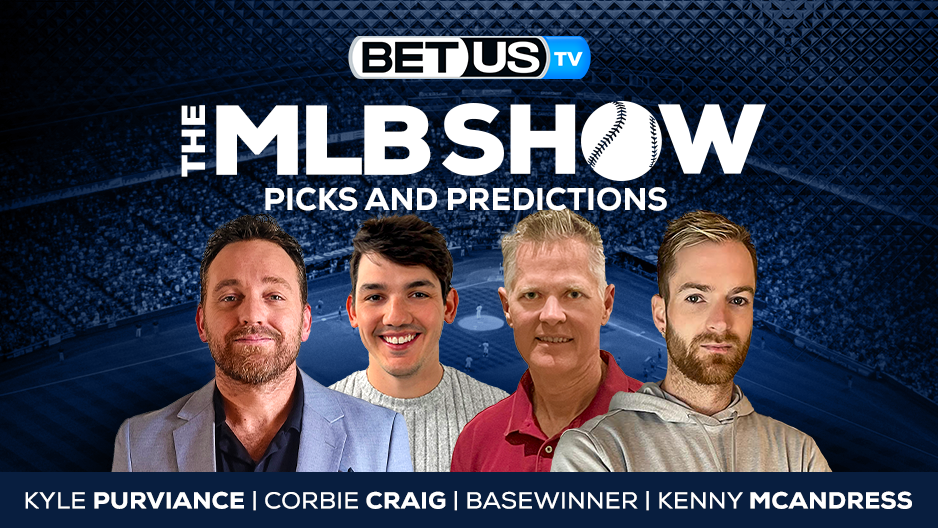 BETUS TV
THE MLB SHOW
PICKS AND PREDICTIONS
KYLE PURVIANCE | CORBIE CRAIG | BASEWINNER | KENNY MCANDRESS